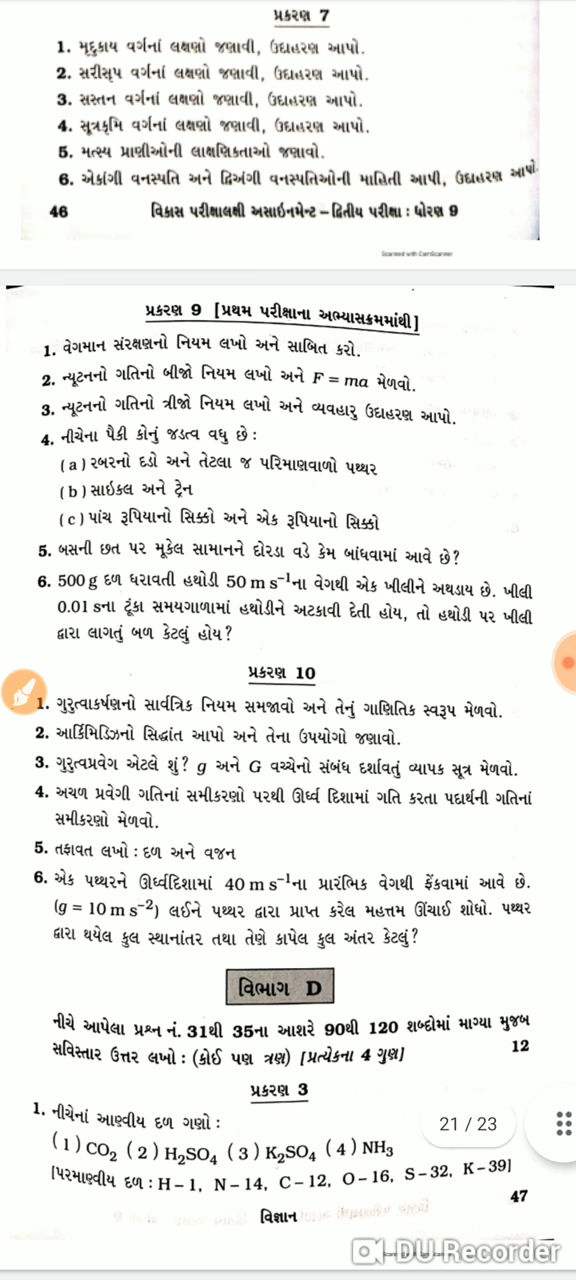 પ્રકરણ 7
1. મૃદુકાય વર્ગનાં લક્ષણો જણાવી, ઉદાહરણ આપો.
2. સરીસૃપ વર્ગનાં લક્ષણો જણાવી, ઉદાહરણ આપો.
3. સસ્તન વર્ગનાં લક્ષણો જણાવી, ઉદાહરણ આપો.
4. સૂત્રકૃમિ વર્ગનાં લક્ષણો જણાવી, ઉદાહરણ આપો.
5. મત્સ્ય પ્રાણીઓની લાક્ષણિકતાઓ જણાવો.
6. એકાંગી વનસ્પતિ અને દ્વિઅંગી વનસ્પતિઓની માહિતી આપી, ઉદાહરણ આપો.
46 વિકાસ પરીક્ષાલક્ષી અસાઇનમેન્ટ – દ્વિતીય પરીક્ષા : ધોરણ 9
Scanned with CamScanner
પ્રકરણ 9 [પ્રથમ પરીક્ષાના અભ્યાસક્રમમાંથી]
1. વેગમાન સંરક્ષણનો નિયમ લખો અને સાબિત કરો.
2. ન્યૂટનનો ગતિનો બીજો નિયમ લખો અને F = ma મેળવો.
3. ન્યૂટનનો ગતિનો ત્રીજો નિયમ લખો અને વ્યવહારુ ઉદાહરણ આપો.
4. નીચેના પૈકી કોનું જડત્વ વધુ છે :
(a) રબરનો દડો અને તેટલા જ પરિમાણવાળો પથ્થર
(b) સાઇકલ અને ટ્રેન
(c) પાંચ રૂપિયાનો સિક્કો અને એક રૂપિયાનો સિક્કો
5. બસની છત પર મૂકેલ સામાનને દોરડા વડે કેમ બાંધવામાં આવે છે?
6. 500 g દળ ધરાવતી હથોડી 50 m s⁻¹ના વેગથી એક ખીલીને અથડાય છે. ખીલી
0.01 sના ટૂંકા સમયગાળામાં હથોડીને અટકાવી દેતી હોય, તો હથોડી પર ખીલી
દ્વારા લાગતું બળ કેટલું હોય?
પ્રકરણ 10
1. ગુરુત્વાકર્ષણનો સાર્વત્રિક નિયમ સમજાવો અને તેનું ગાણિતિક સ્વરૂપ મેળવો.
2. આર્કિમિડિઝનો સિદ્ધાંત આપો અને તેના ઉપયોગો જણાવો.
3. ગુરુત્વપ્રવેગ એટલે શું? g અને G વચ્ચેનો સંબંધ દર્શાવતું વ્યાપક સૂત્ર મેળવો.
4. અચળ પ્રવેગી ગતિનાં સમીકરણો પરથી ઊર્ધ્વ દિશામાં ગતિ કરતા પદાર્થની ગતિનાં
સમીકરણો મેળવો.
5. તફાવત લખો : દળ અને વજન
6. એક પથ્થરને ઊર્ધ્વદિશામાં 40 m s⁻¹ના પ્રારંભિક વેગથી ફેંકવામાં આવે છે.
(g = 10 m s⁻²) લઈને પથ્થર દ્વારા પ્રાપ્ત કરેલ મહત્તમ ઊંચાઈ શોધો. પથ્થર
દ્વારા થયેલ કુલ સ્થાનાંતર તથા તેણે કાપેલ કુલ અંતર કેટલું?
વિભાગ D
નીચે આપેલા પ્રશ્ન નં. 31થી 35ના આશરે 90થી 120 શબ્દોમાં માગ્યા મુજબ
સવિસ્તાર ઉત્તર લખો : (કોઈ પણ ત્રણ) [પ્રત્યેકના 4 ગુણ] 12
પ્રકરણ 3
1. નીચેનાં આણ્વીય દળ ગણો :
21 / 23
(1) CO₂ (2) H₂SO₄ (3) K₂SO₄ (4) NH₃
[પરમાણ્વીય દળ : H – 1, N – 14, C – 12, O – 16, S – 32, K – 39]
વિજ્ઞાન 47
DU Recorder